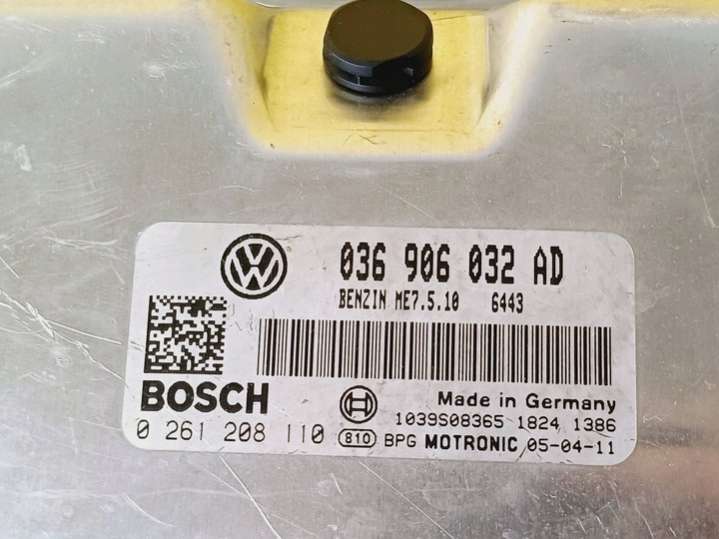 VW
036 906 032 AD
BENZIN ME7.5.10 6443
BOSCH
Made in Germany
1039S08365 1824 1386
0 261 208 110 810 BPG MOTRONIC 05-04-11